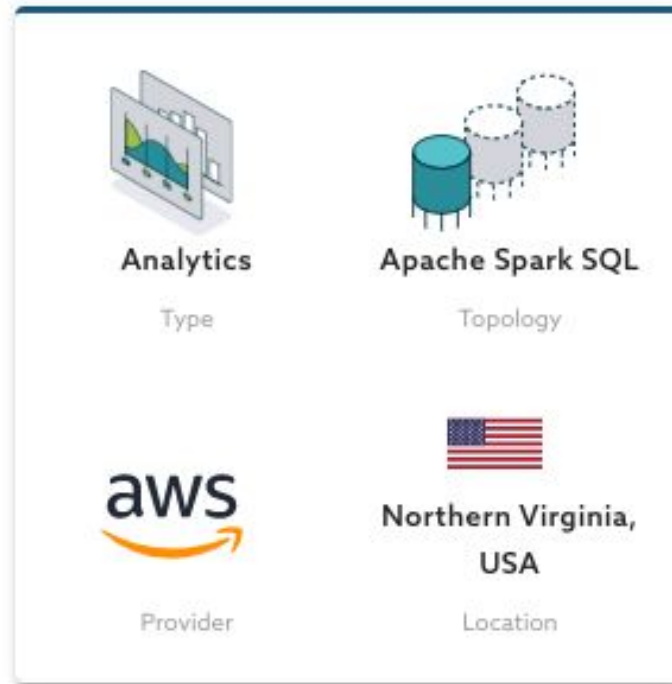 Analytics
Apache Spark SQL
Type
Topology
aws
Northern Virginia,
USA
Provider
Location